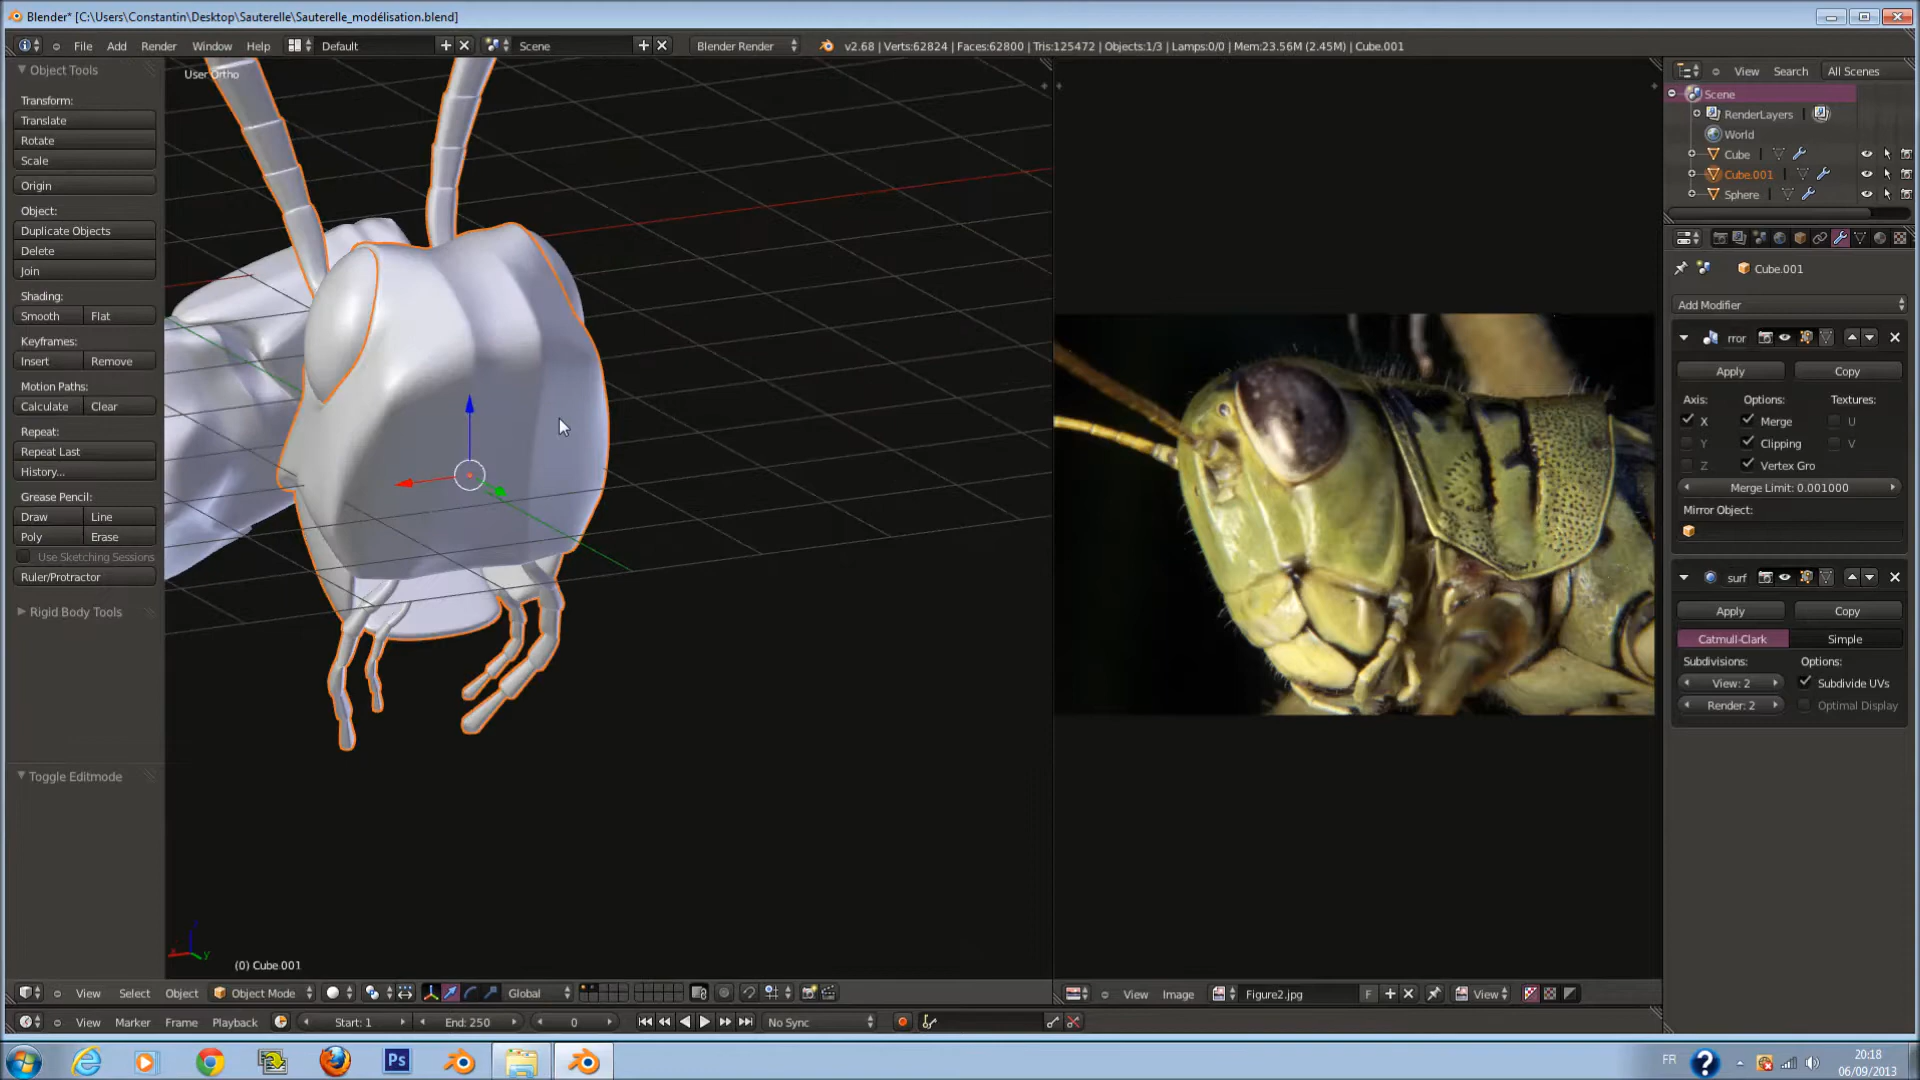 Blender* [C:\Users\Constantin\Desktop\Sauterelle\Sauterelle_modélisation.blend]
File Add Render Window Help Default Scene Blender Render v2.68 | Verts:62824 | Faces:62800 | Tris:125472 | Objects:1/3 | Lamps:0/0 | Mem:23.56M (2.45M) | Cube.001
Object Tools
Transform:
Translate
Rotate
Scale
Origin
Object:
Duplicate Objects
Delete
Join
Shading:
Smooth Flat
Keyframes:
Insert Remove
Motion Paths:
Calculate Clear
Repeat:
Repeat Last
History...
Grease Pencil:
Draw Line
Poly Erase
Use Sketching Sessions
Ruler/Protractor
Rigid Body Tools
Toggle Editmode
User Ortho
(0) Cube.001
View Search All Scenes
Scene
RenderLayers |
World
Cube |
Cube.001 |
Sphere |
Cube.001
Add Modifier
rror
Apply Copy
Axis: Options: Textures:
X Merge U
Y Clipping V
Z Vertex Gro
Merge Limit: 0.001000
Mirror Object:
surf
Apply Copy
Catmull-Clark Simple
Subdivisions: Options:
View: 2 Subdivide UVs
Render: 2 Optimal Display
View Select Object Object Mode Global
View Image Figure2.jpg F View
View Marker Frame Playback Start: 1 End: 250 0 No Sync
Ps
FR
20:18
06/09/2013